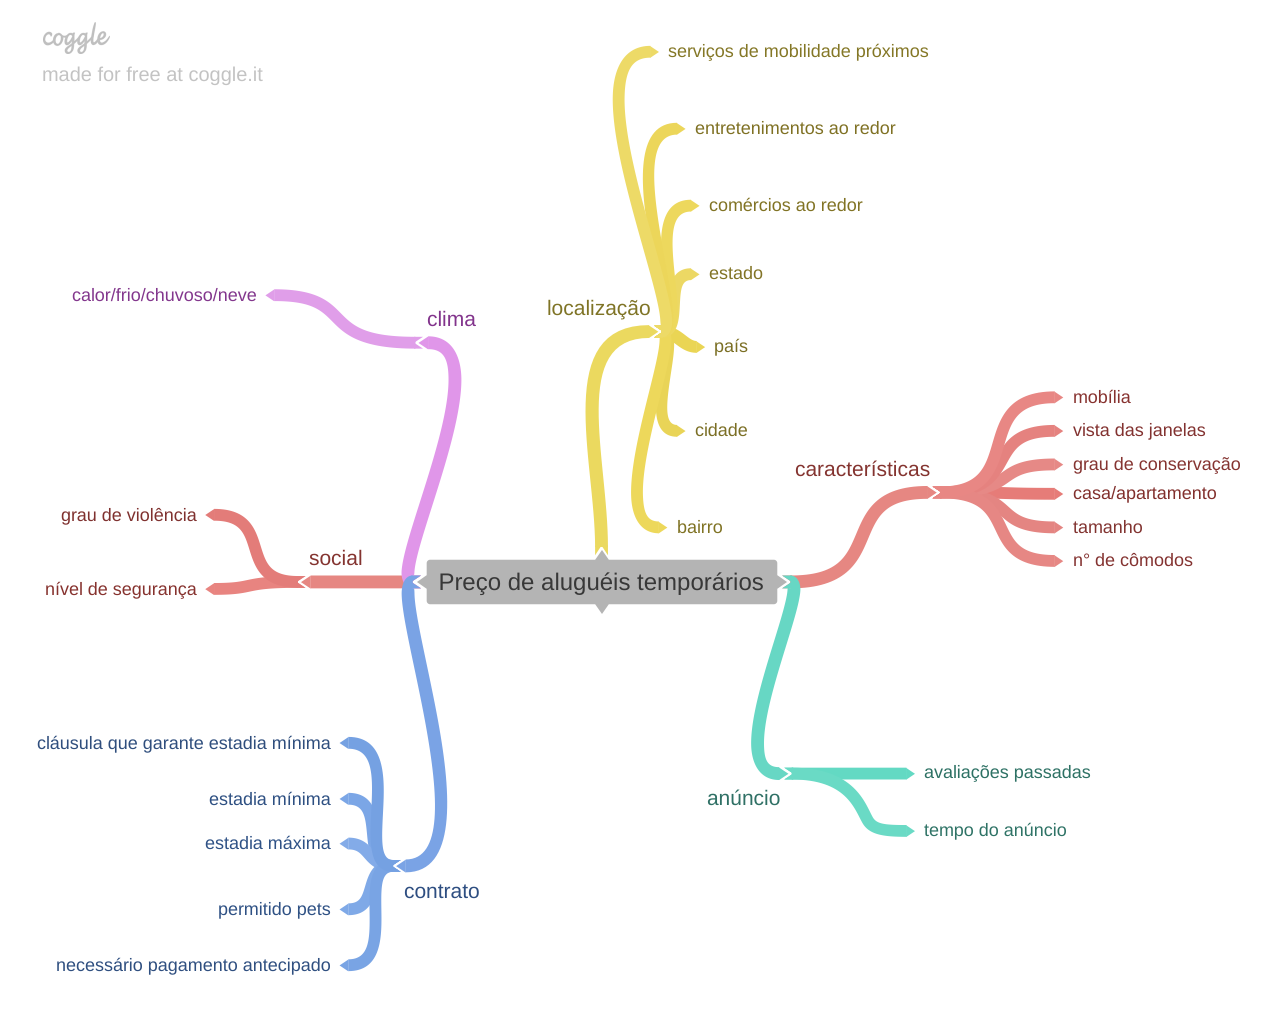 coggle
made for free at coggle.it
serviços de mobilidade próximos
entretenimentos ao redor
comércios ao redor
estado
localização
país
cidade
bairro
calor/frio/chuvoso/neve
clima
características
mobília
vista das janelas
grau de conservação
casa/apartamento
tamanho
n° de cômodos
grau de violência
social
nível de segurança
Preço de aluguéis temporários
cláusula que garante estadia mínima
estadia mínima
estadia máxima
contrato
permitido pets
necessário pagamento antecipado
anúncio
avaliações passadas
tempo do anúncio